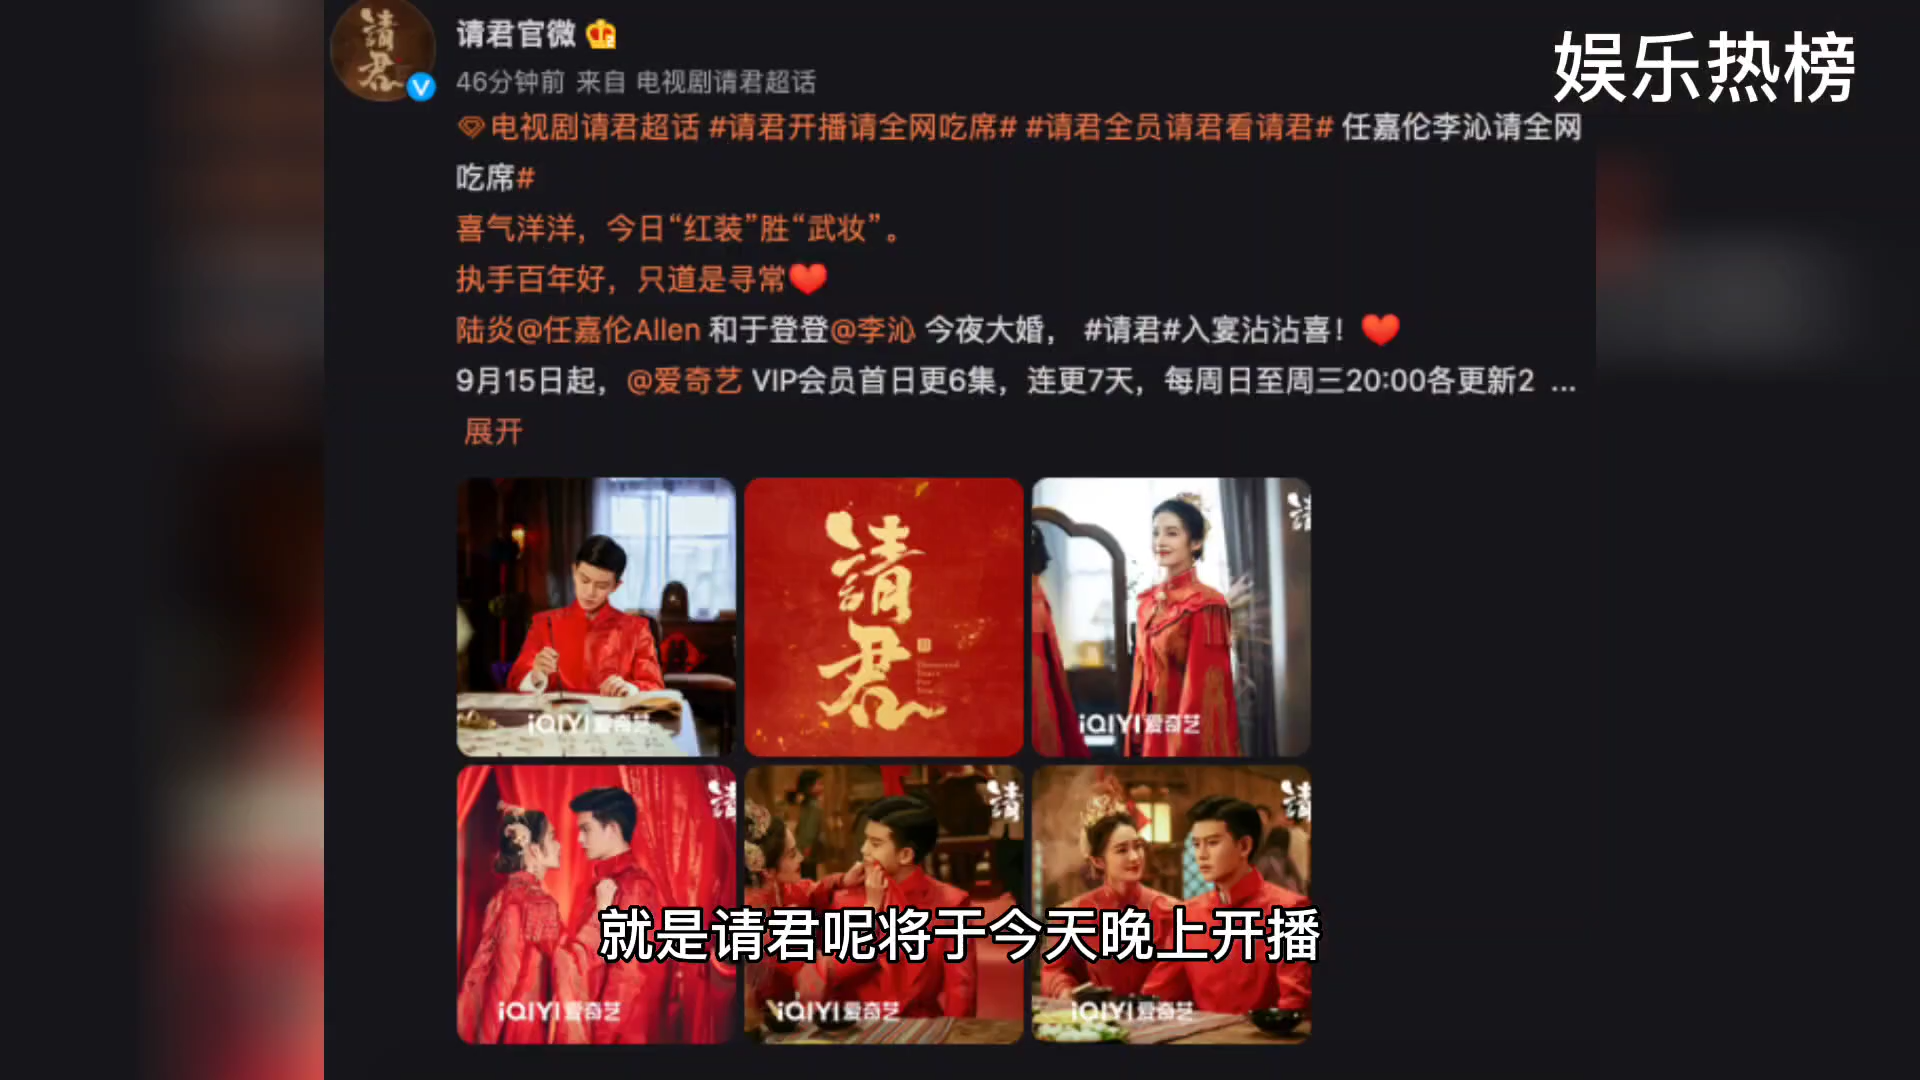 請君
请君官微
娱乐热榜
46分钟前 来自 电视剧请君超话
电视剧请君超话 #请君开播请全网吃席# #请君全员请君看请君# 任嘉伦李沁请全网
吃席#
喜气洋洋，今日“红装”胜“武妆”。
执手百年好，只道是寻常
陆炎@任嘉伦Allen 和于登登@李沁 今夜大婚， #请君#入宴沾沾喜！
9月15日起，@爱奇艺 VIP会员首日更6集，连更7天，每周日至周三20:00各更新2 ...
展开
iQIYI爱奇艺
請君
請
iQIYI爱奇艺
請
請
請
就是请君呢将于今天晚上开播
iQIYI爱奇艺
iQIYI爱奇艺
iQIYI爱奇艺